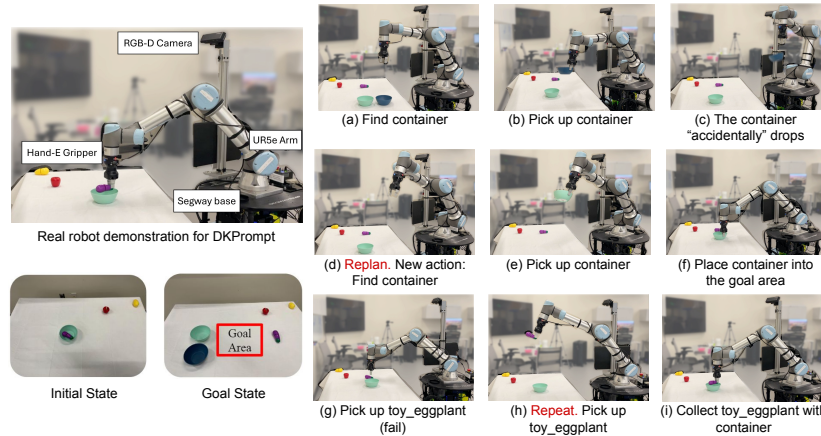 RGB-D Camera
Hand-E Gripper
UR5e Arm
Segway base
Real robot demonstration for DKPrompt
Goal
Area
Initial State
Goal State
(a) Find container
(b) Pick up container
(c) The container
"accidentally" drops
(d) Replan. New action:
Find container
(e) Pick up container
(f) Place container into
the goal area
(g) Pick up toy_eggplant
(fail)
(h) Repeat. Pick up
toy_eggplant
(i) Collect toy_eggplant with
container